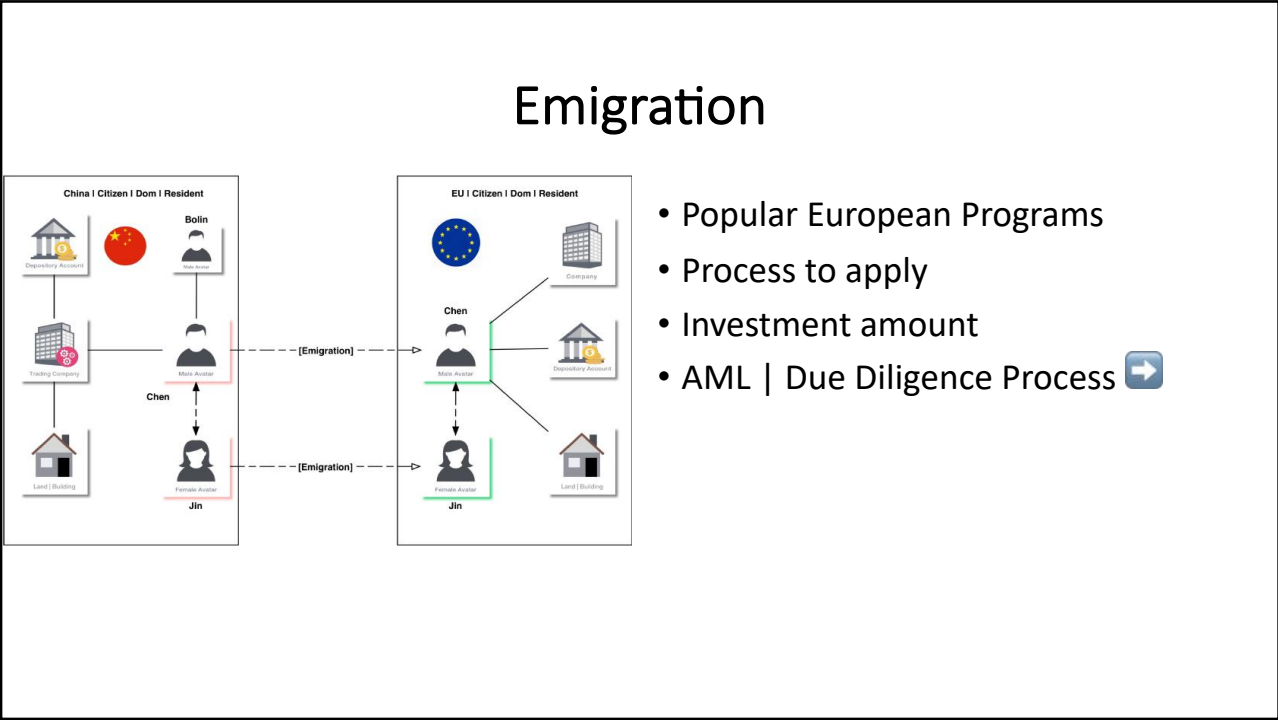 Emigration
China | Citizen | Dom | Resident
Bolin
Depository Account
Male Avatar
Trading Company
Male Avatar
Chen
Land | Building
Female Avatar
Jin
[Emigration]
[Emigration]
EU | Citizen | Dom | Resident
Company
Chen
Male Avatar
Depository Account
Female Avatar
Land | Building
Jin
• Popular European Programs
• Process to apply
• Investment amount
• AML | Due Diligence Process ➡